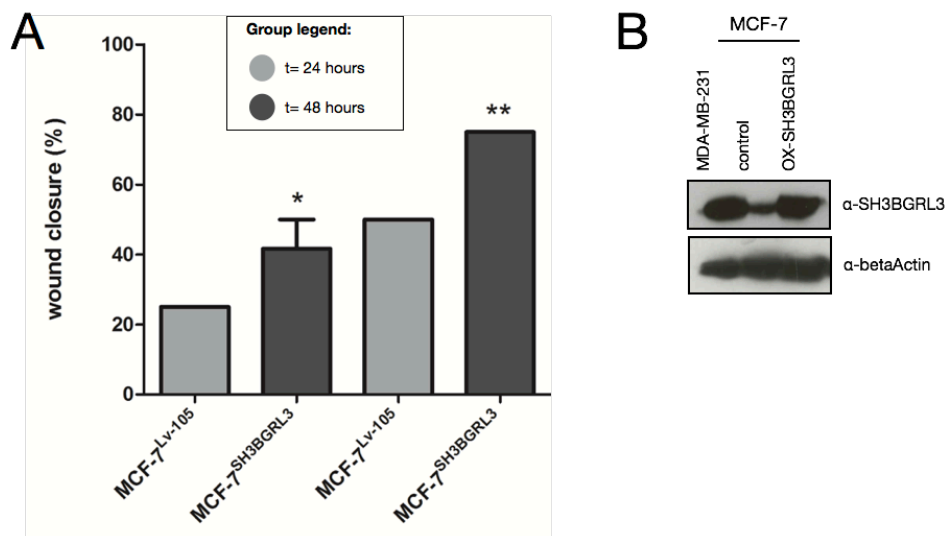 A
Group legend:
t= 24 hours
t= 48 hours
wound closure (%)
100
80
60
40
20
0
*
**
MCF-7Lv-105
MCF-7SH3BGRL3
MCF-7Lv-105
MCF-7SH3BGRL3
B
MCF-7
MDA-MB-231
control
OX-SH3BGRL3
α-SH3BGRL3
α-betaActin